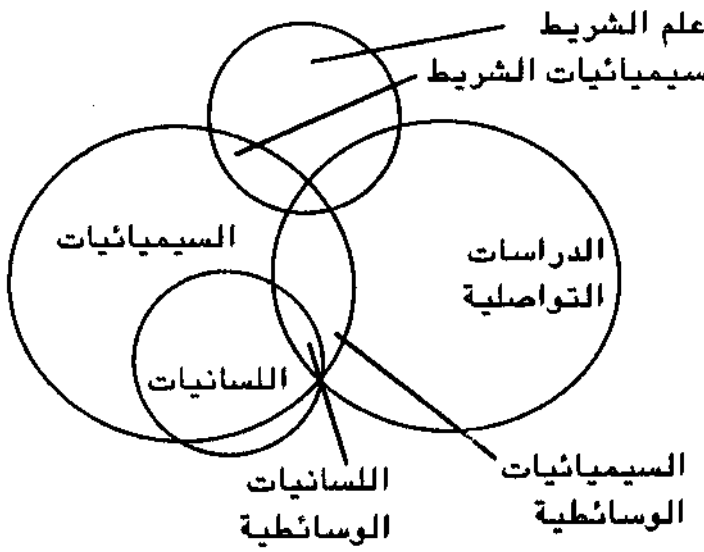 علم الشريط
سيميائيات الشريط
السيميائيات
الدراسات
التواصلية
اللسانيات
السيميائيات
الوسائطية
اللسانيات
الوسائطية